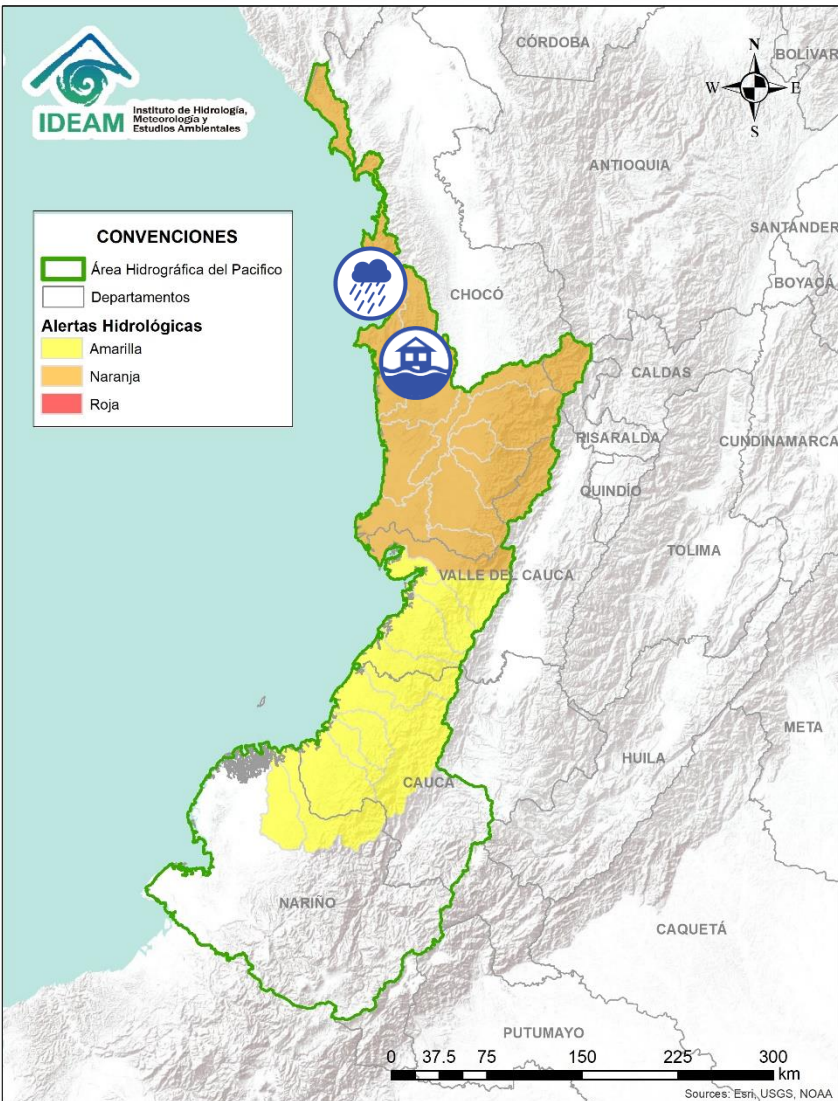 IDEAM
Instituto de Hidrología,
Meteorología y
Estudios Ambientales
CONVENCIONES
Área Hidrográfica del Pacifico
Departamentos
Alertas Hidrológicas
Amarilla
Naranja
Roja
N
W
E
S
CÓRDOBA
BOLÍVAR
ANTIOQUIA
SANTANDER
BOYACÁ
CHOCÓ
CALDAS
RISARALDA
CUNDINAMARCA
QUINDÍO
TOLIMA
VALLE DEL CAUCA
META
HUILA
CAUCA
NARIÑO
CAQUETÁ
PUTUMAYO
0 37.5 75 150 225 300
km
Sources: Esri, USGS, NOAA